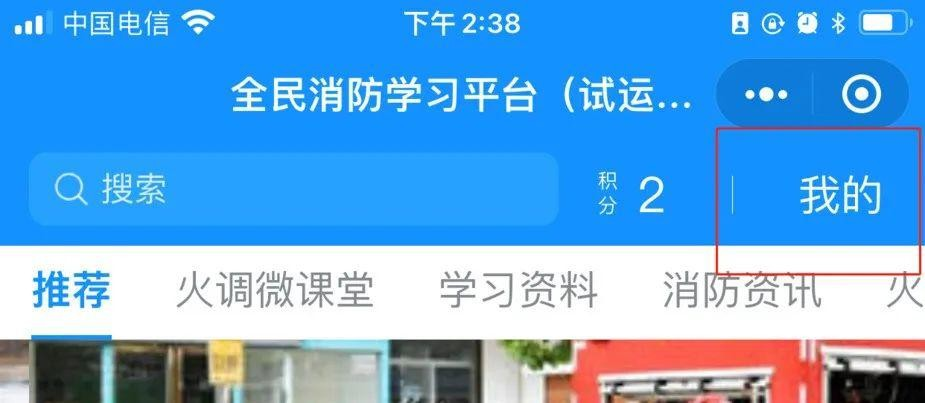 中国电信 下午2:38
全民消防学习平台（试运...
搜索 积分 2 我的
推荐 火调微课堂 学习资料 消防资讯 火